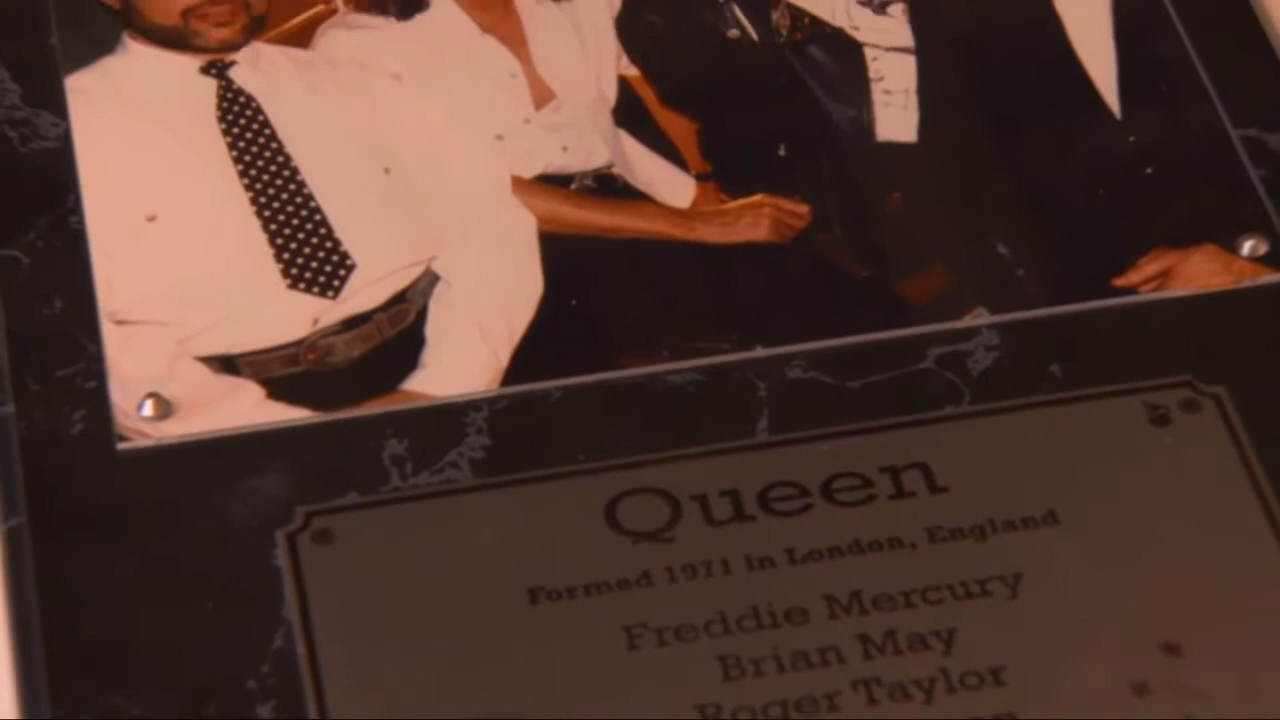 Queen
Formed 1971 in London, England
Freddie Mercury
Brian May
Roger Taylor